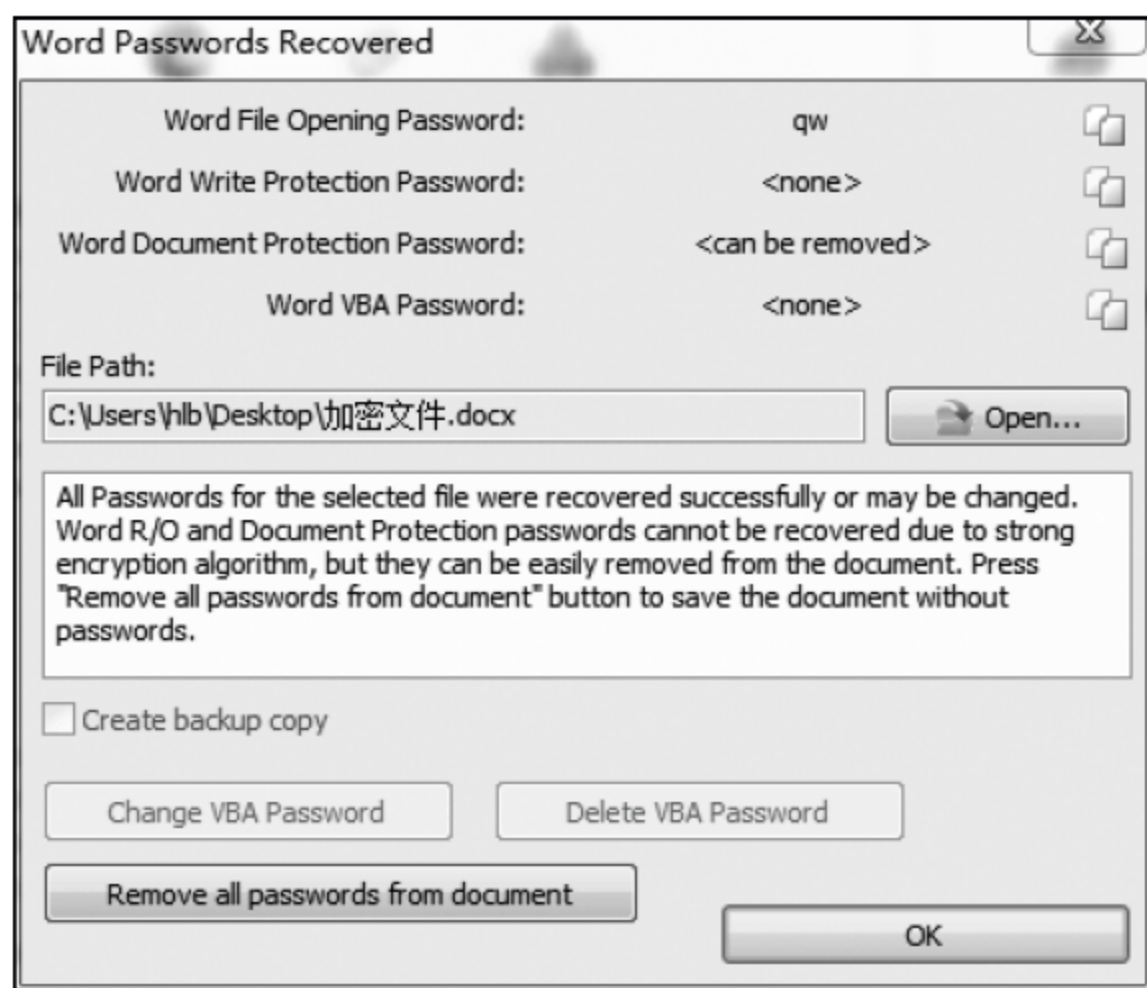 Word Passwords Recovered
Word File Opening Password: qw
Word Write Protection Password: <none>
Word Document Protection Password: <can be removed>
Word VBA Password: <none>
File Path:
C:\Users\hlb\Desktop\加密文件.docx
Open...
All Passwords for the selected file were recovered successfully or may be changed.
Word R/O and Document Protection passwords cannot be recovered due to strong
encryption algorithm, but they can be easily removed from the document. Press
"Remove all passwords from document" button to save the document without
passwords.
Create backup copy
Change VBA Password
Delete VBA Password
Remove all passwords from document
OK